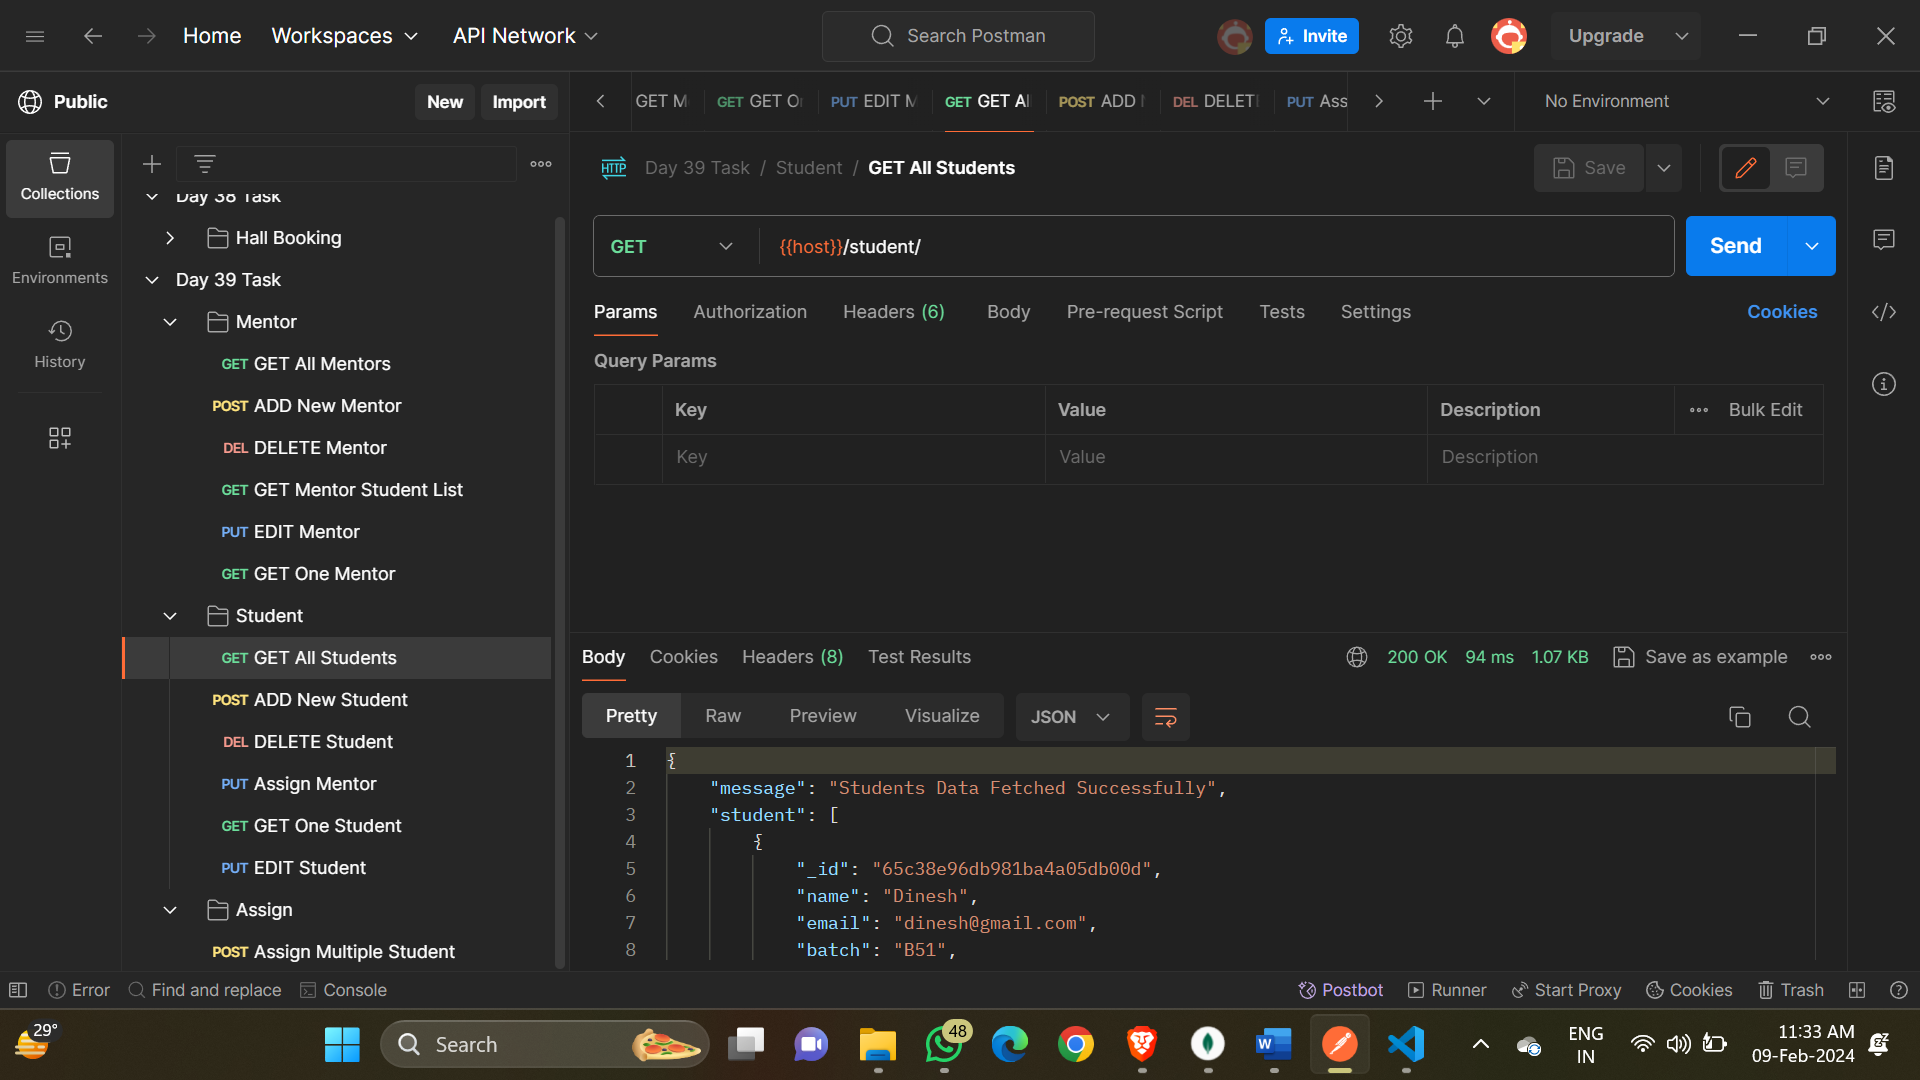 Home Workspaces API Network Search Postman Invite Upgrade
Public New Import GET M GET O PUT EDIT M GET GET Al POST ADD DEL DELET PUT Ass No Environment
Collections
Environments
History
Day 38 Task
Hall Booking
Day 39 Task
Mentor
GET GET All Mentors
POST ADD New Mentor
DEL DELETE Mentor
GET GET Mentor Student List
PUT EDIT Mentor
GET GET One Mentor
Student
GET GET All Students
POST ADD New Student
DEL DELETE Student
PUT Assign Mentor
GET GET One Student
PUT EDIT Student
Assign
POST Assign Multiple Student
HTTP Day 39 Task / Student / GET All Students Save
GET {{host}}/student/ Send
Params Authorization Headers (6) Body Pre-request Script Tests Settings Cookies
Query Params
Key Value Description Bulk Edit
Key Value Description
Body Cookies Headers (8) Test Results 200 OK 94 ms 1.07 KB Save as example
Pretty Raw Preview Visualize JSON
1 {
2 "message": "Students Data Fetched Successfully",
3 "student": [
4 {
5 "_id": "65c38e96db981ba4a05db00d",
6 "name": "Dinesh",
7 "email": "dinesh@gmail.com",
8 "batch": "B51",
Error Find and replace Console Postbot Runner Start Proxy Cookies Trash
29° Search 48 W ENG 11:33 AM
IN 09-Feb-2024